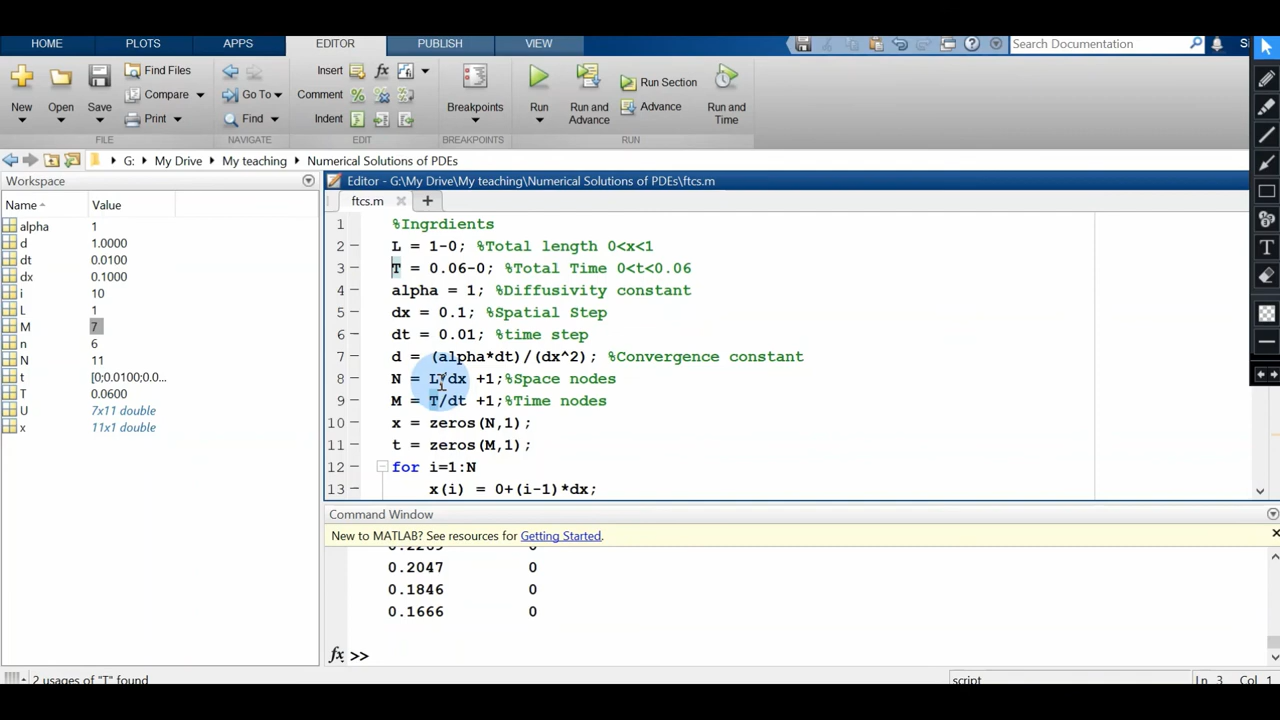 HOME PLOTS APPS EDITOR PUBLISH VIEW Search Documentation
Find Files Insert fx Run Section
New Open Save Compare Go To Comment % Breakpoints Run Run and Advance Advance Run and Time
Print Find Indent
FILE NAVIGATE EDIT BREAKPOINTS RUN
G: My Drive My teaching Numerical Solutions of PDEs
Workspace
Name Value
alpha 1
d 1.0000
dt 0.0100
dx 0.1000
i 10
L 1
M 7
n 6
N 11
t [0;0.0100;0.0...
T 0.0600
U 7x11 double
x 11x1 double
Editor - G:\My Drive\My teaching\Numerical Solutions of PDEs\ftcs.m
ftcs.m
1 %Ingrdients
2 L = 1-0; %Total length 0<x<1
3 T = 0.06-0; %Total Time 0<t<0.06
4 alpha = 1; %Diffusivity constant
5 dx = 0.1; %Spatial Step
6 dt = 0.01; %time step
7 d = (alpha*dt)/(dx^2); %Convergence constant
8 N = L/dx +1;%Space nodes
9 M = T/dt +1;%Time nodes
10 x = zeros(N,1);
11 t = zeros(M,1);
12 for i=1:N
13 x(i) = 0+(i-1)*dx;
Command Window
New to MATLAB? See resources for Getting Started.
0.2047 0
0.1846 0
0.1666 0
fx >>
2 usages of "T" found script Ln 3 Col 1